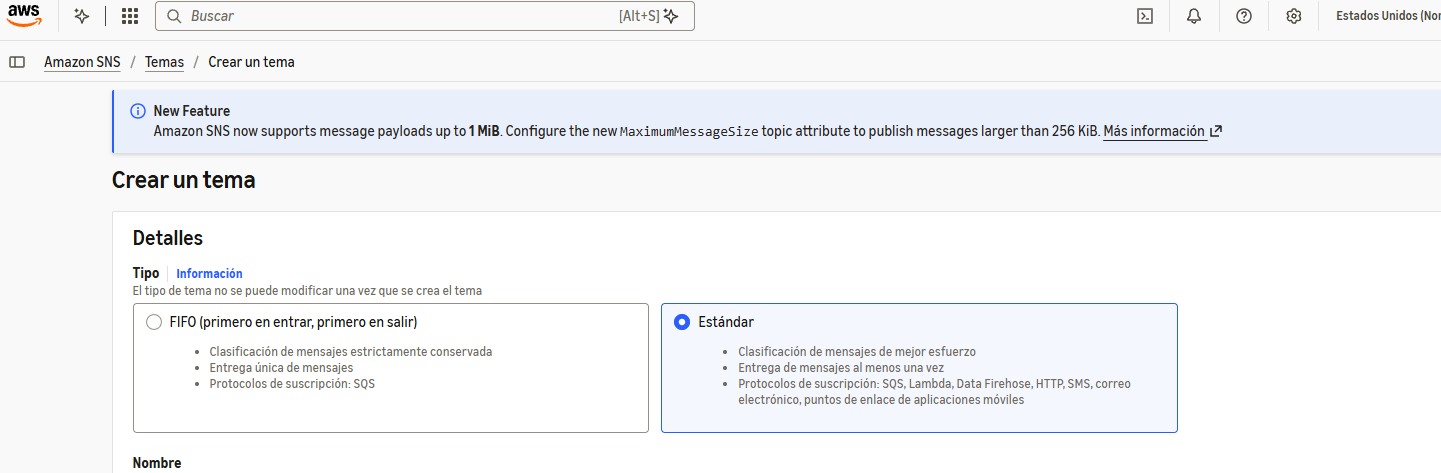 aws
Buscar
[Alt+S]
Estados Unidos
Amazon SNS / Temas / Crear un tema
New Feature
Amazon SNS now supports message payloads up to 1 MiB. Configure the new MaximumMessageSize topic attribute to publish messages larger than 256 KiB. Más información
Crear un tema
Detalles
Tipo
Información
El tipo de tema no se puede modificar una vez que se crea el tema
FIFO (primero en entrar, primero en salir)
Clasificación de mensajes estrictamente conservada
Entrega única de mensajes
Protocolos de suscripción: SQS
Estándar
Clasificación de mensajes de mejor esfuerzo
Entrega de mensajes al menos una vez
Protocolos de suscripción: SQS, Lambda, Data Firehose, HTTP, SMS, correo
electrónico, puntos de enlace de aplicaciones móviles
Nombre